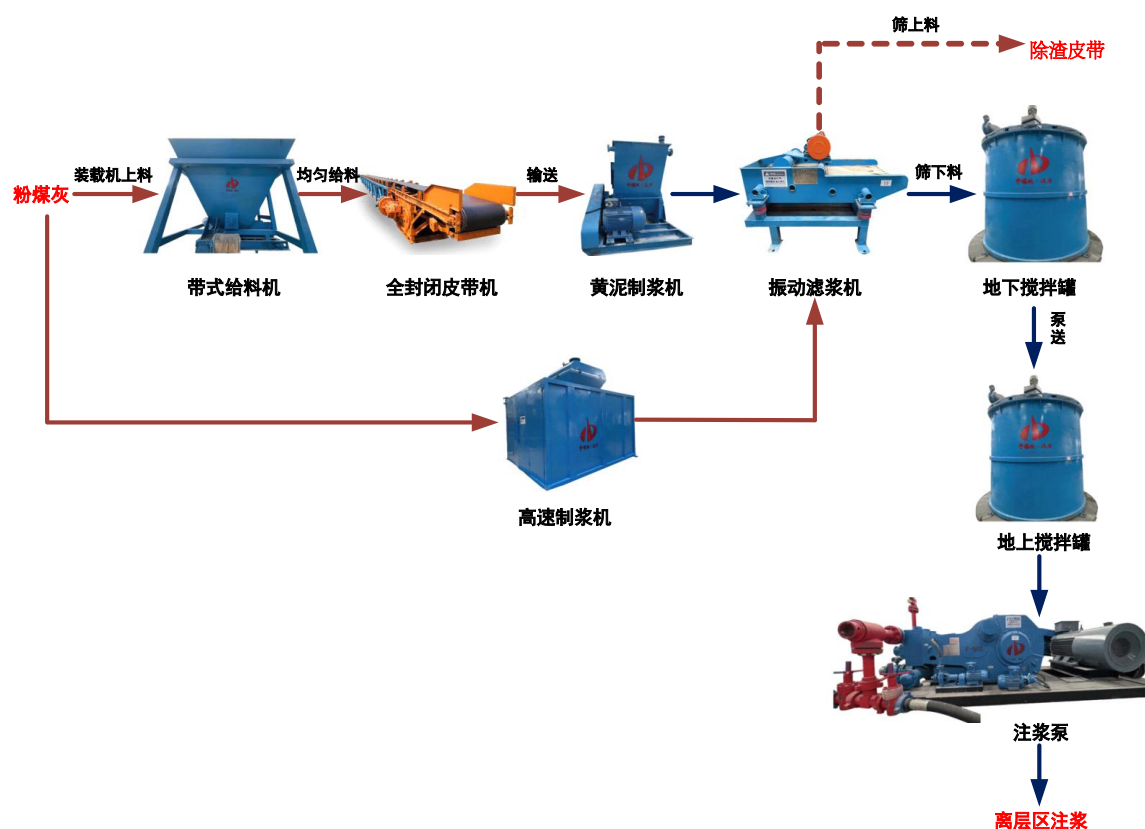 筛上料
除渣皮带
粉煤灰
装载机上料
均匀给料
输送
筛下料
带式给料机
全封闭皮带机
黄泥制浆机
振动滤浆机
地下搅拌罐
泵送
高速制浆机
地上搅拌罐
注浆泵
离层区注浆